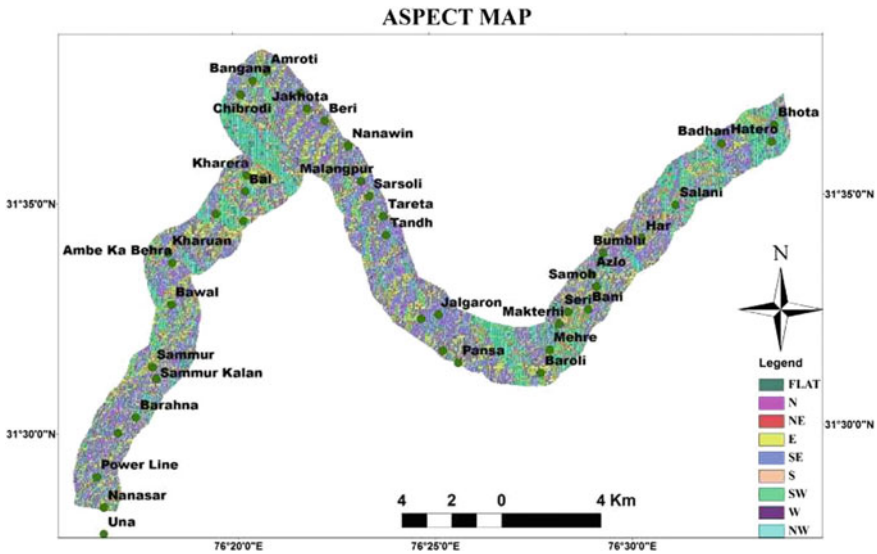 ASPECT MAP
Amroti
Bangana
Chibrodi
Jakhota
Beri
Nanawin
Bhota
Badhan
Hatero
Kharera
Bal
Malangpur
Sarsoli
Salani
31°35'0"N
31°35'0"N
Tareta
Tandh
Kharuan
Ambe Ka Behra
Har
Bumblu
Azlo
N
Samoh
Bawal
Seri
Bani
Jalgaron
Makterhi
Mehre
Pansa
Baroli
Sammur
Sammur Kalan
Barahna
31°30'0"N
31°30'0"N
Power Line
Nanasar
Una
Legend
FLAT
N
NE
E
SE
S
SW
W
NW
4 2 0 4 Km
76°20'0"E
76°25'0"E
76°30'0"E